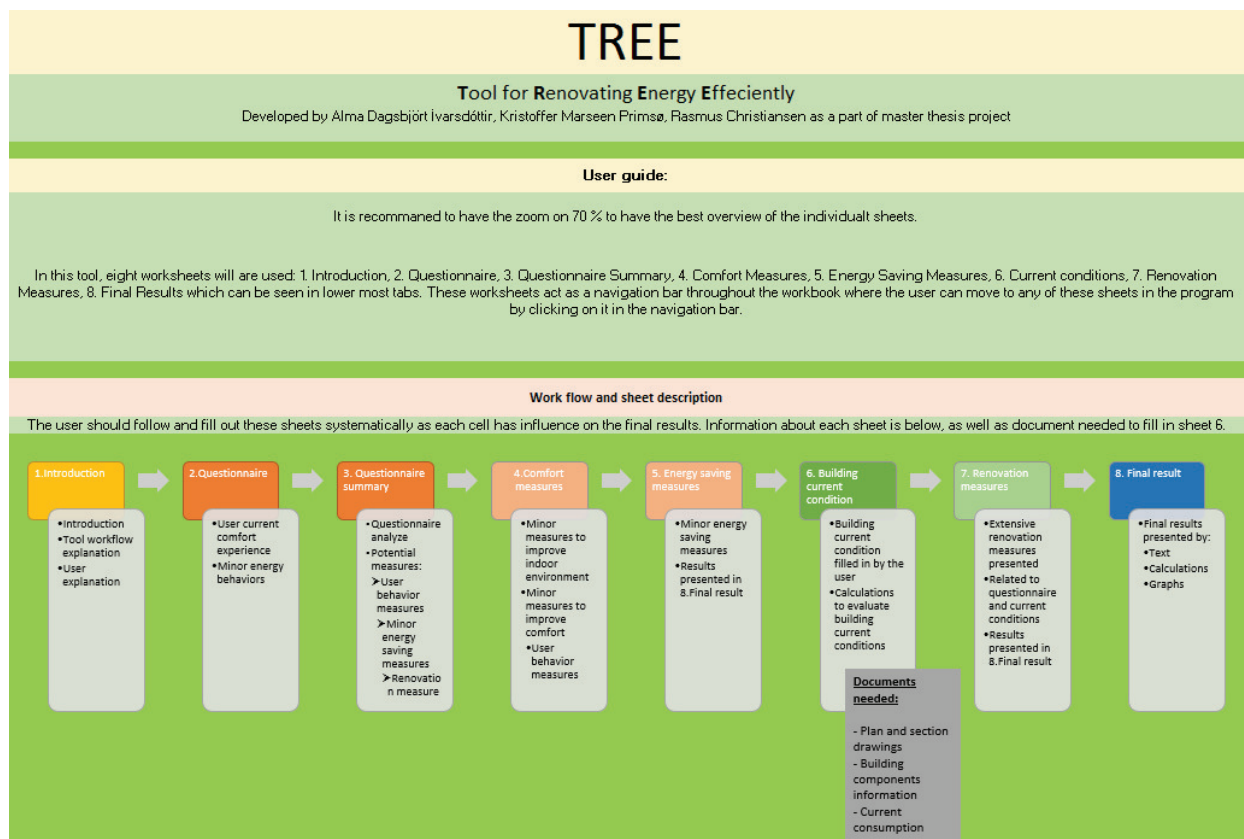 TREE
Tool for Renovating Energy Effeciently
Developed by Alma Dagsbjört Ívarsdóttir, Kristoffer Marseen Primsø, Rasmus Christiansen as a part of master thesis project
User guide:
It is recommaned to have the zoom on 70 % to have the best overview of the individualt sheets.
In this tool, eight worksheets will are used: 1. Introduction, 2. Questionnaire, 3. Questionnaire Summary, 4. Comfort Measures, 5. Energy Saving Measures, 6. Current conditions, 7. Renovation
Measures, 8. Final Results which can be seen in lower most tabs. These worksheets act as a navigation bar throughout the workbook where the user can move to any of these sheets in the program
by clicking on it in the navigation bar.
Work flow and sheet description
The user should follow and fill out these sheets systematically as each cell has influence on the final results. Information about each sheet is below, as well as document needed to fill in sheet 6.
1.Introduction
•Introduction
•Tool workflow
explanation
•User
explanation
2.Questionnaire
•User current
comfort
experience
•Minor energy
behaviors
3. Questionnaire
summary
•Questionnaire
analyze
•Potential
measures:
➤User
behavior
measures
➤Minor
energy
saving
measures
➤Renovatio
n measure
4.Comfort
measures
•Minor
measures to
improve
indoor
environment
•Minor
measures to
improve
comfort
•User
behavior
measures
5. Energy saving
measures
•Minor energy
saving
measures
•Results
presented in
8.Final result
6. Building
current
condition
•Building
current
condition
filled in by the
user
•Calculations
to evaluate
building
current
conditions
Documents
needed:
- Plan and section
drawings
- Building
components
information
- Current
consumption
7. Renovation
measures
•Extensive
renovation
measures
presented
•Related to
questionnaire
and current
conditions
•Results
presented in
8.Final result
8. Final result
•Final results
presented by:
•Text
•Calculations
•Graphs